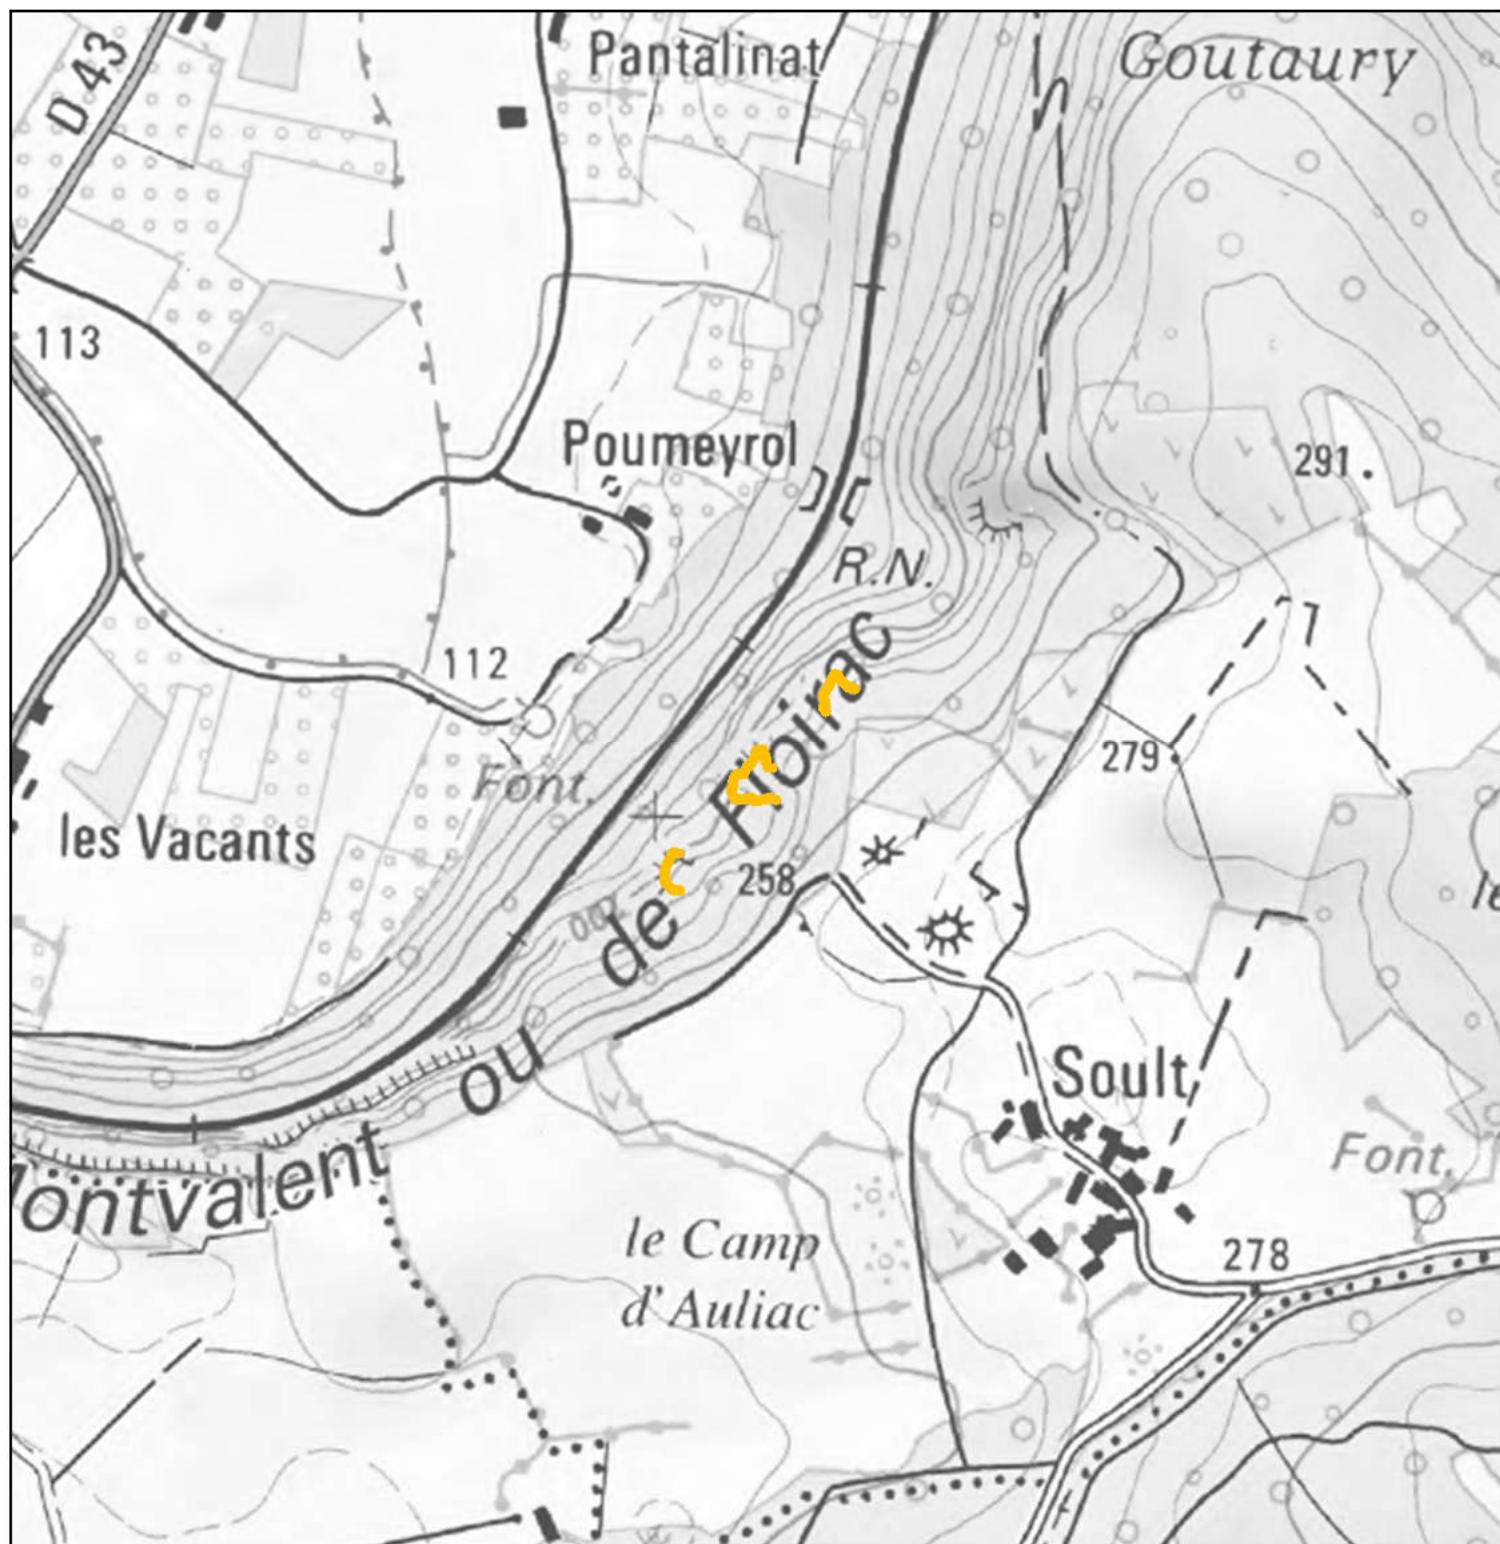 D 43
Pantalinat
Goutaury
113
Poumeyrol
291
R.N.
112
279
Font.
les Vacants
258
Montvalent ou de Floirac
Soult
Font.
le Camp
d'Auliac
278